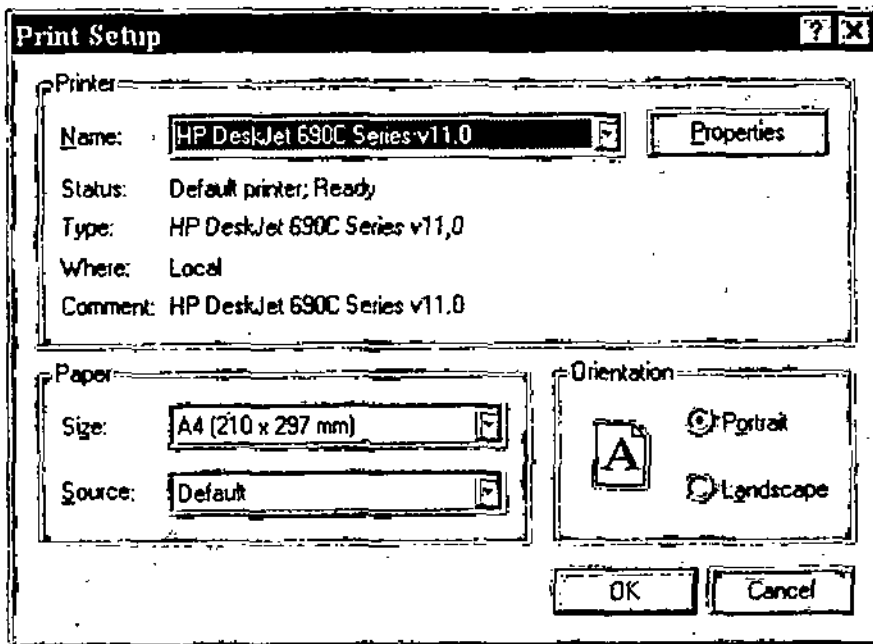 Print Setup
Printer
Name: HP DeskJet 690C Series v11.0
Properties
Status: Default printer; Ready
Type: HP DeskJet 690C Series v11,0
Where: Local
Comment: HP DeskJet 690C Series v11.0
Paper
Size: A4 (210 x 297 mm)
Source: Default
Orientation
A
Portrait
Landscape
OK
Cancel